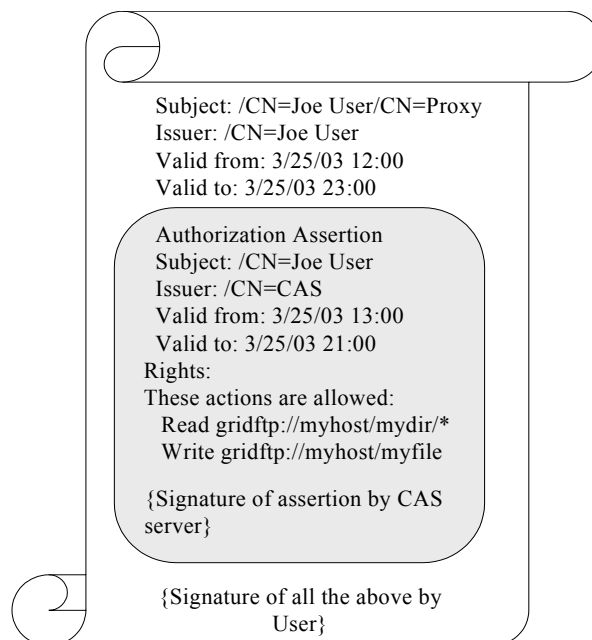 Subject: /CN=Joe User/CN=Proxy
Issuer: /CN=Joe User
Valid from: 3/25/03 12:00
Valid to: 3/25/03 23:00
Authorization Assertion
Subject: /CN=Joe User
Issuer: /CN=CAS
Valid from: 3/25/03 13:00
Valid to: 3/25/03 21:00
Rights:
These actions are allowed:
Read gridftp://myhost/mydir/*
Write gridftp://myhost/myfile
{Signature of assertion by CAS
server}
{Signature of all the above by
User}